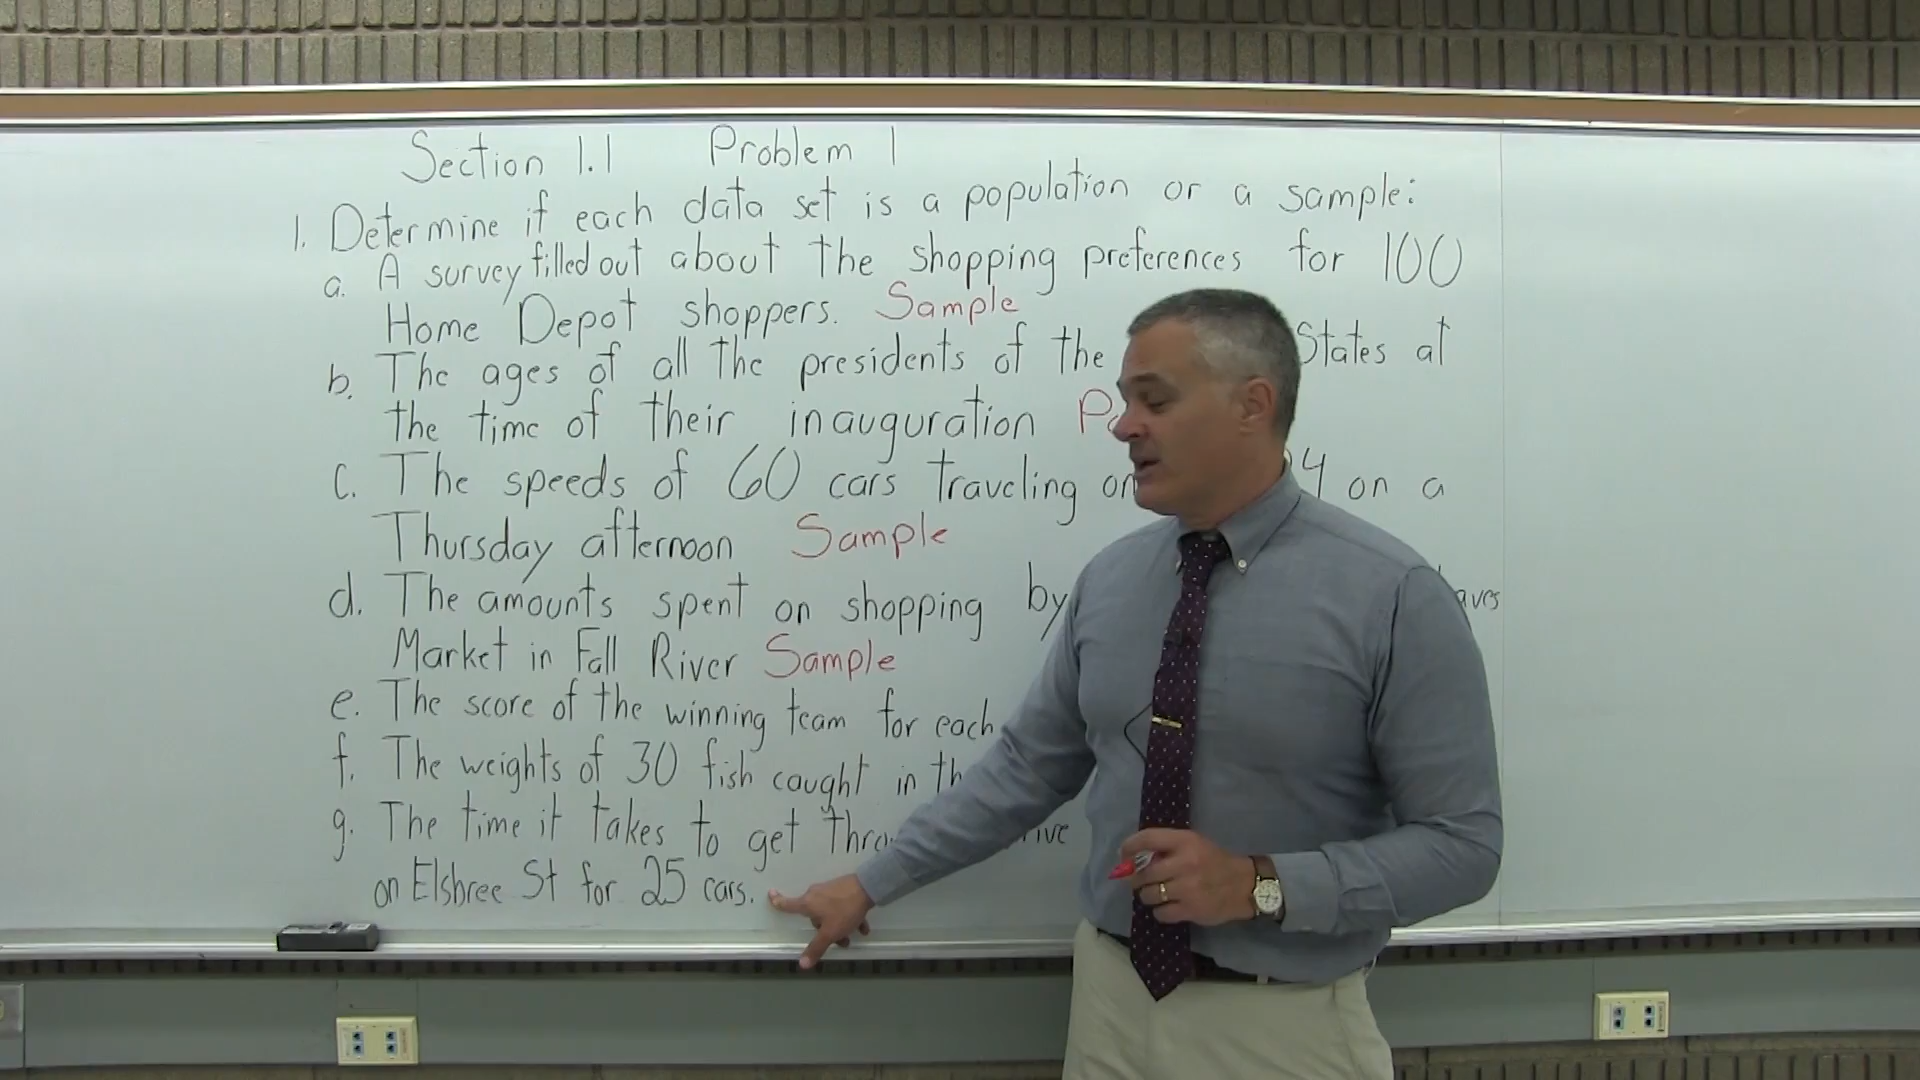 Section 1.1 Problem 1
1. Determine if each data set is a population or a sample:
a. A survey filled out about the shopping preferences for 100
Home Depot shoppers. Sample
b. The ages of all the presidents of the States at
the time of their inauguration
c. The speeds of 60 cars traveling on on a
Thursday afternoon Sample
d. The amounts spent on shopping by
Market in Fall River Sample
e. The score of the winning team for each
f. The weights of 30 fish caught in
g. The time it takes to get
on Elsbree St for 25 cars.